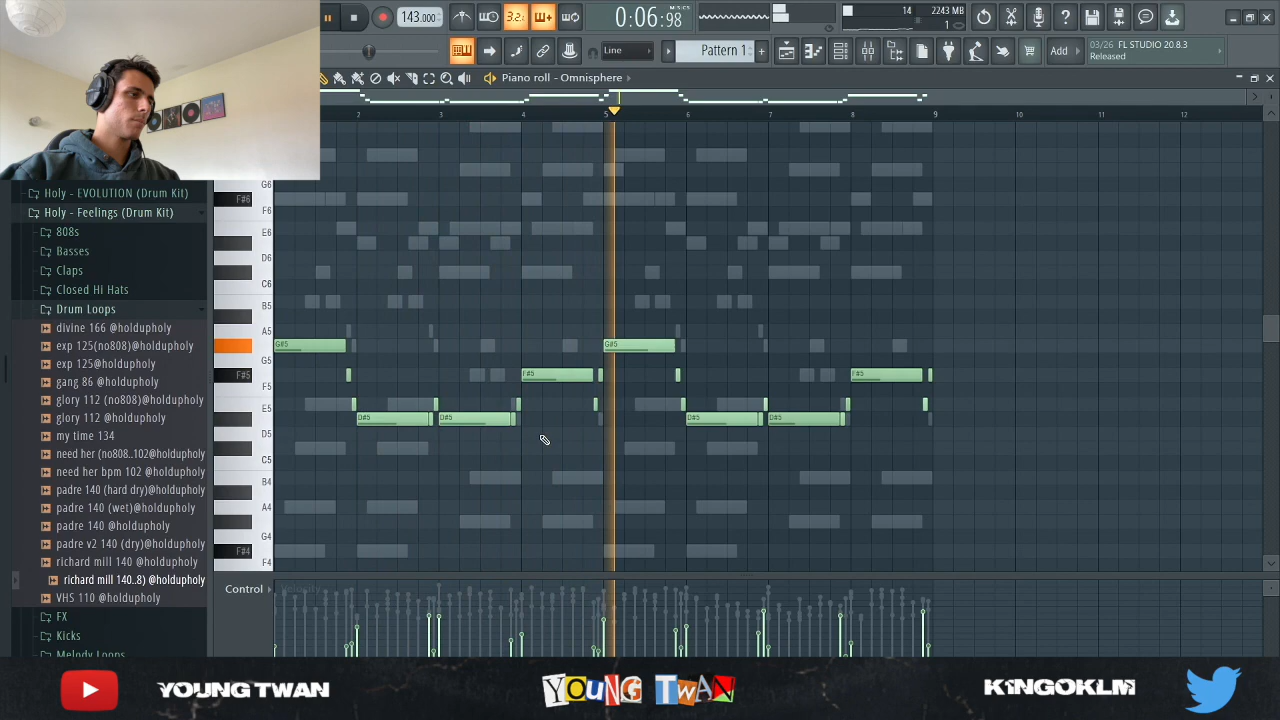 143.000
3.2..
0:06:98
M:S:CS
14
2243 MB
1
Line
Pattern 1
Add
03/26 FL STUDIO 20.8.3
Released
Piano roll - Omnisphere
2 3 4 5 6 7 8 9 10 11 12
Holy - EVOLUTION (Drum Kit)
Holy - Feelings (Drum Kit)
808s
Basses
Claps
Closed Hi Hats
Drum Loops
divine 166 @holdupholy
exp 125(no808)@holdupholy
exp 125@holdupholy
gang 86 @holdupholy
glory 112 (no808)@holdupholy
glory 112 @holdupholy
my time 134
need her (no808..102@holdupholy
need her bpm 102 @holdupholy
padre 140 (hard dry)@holdupholy
padre 140 (wet)@holdupholy
padre 140 @holdupholy
padre v2 140 (dry)@holdupholy
richard mill 140 @holdupholy
richard mill 140..8) @holdupholy
VHS 110 @holdupholy
FX
Kicks
Melody Loops
G6
F#6
F6
E6
D6
C6
B5
A5
G5
F#5
F5
E5
D5
C5
B4
A4
G4
F#4
F4
G#5 G#5
F#5 F#5
D#5 D#5 D#5 D#5
Control
Velocity
YOUNG TWAN
YOUNG TWAN
K1NGOKLM